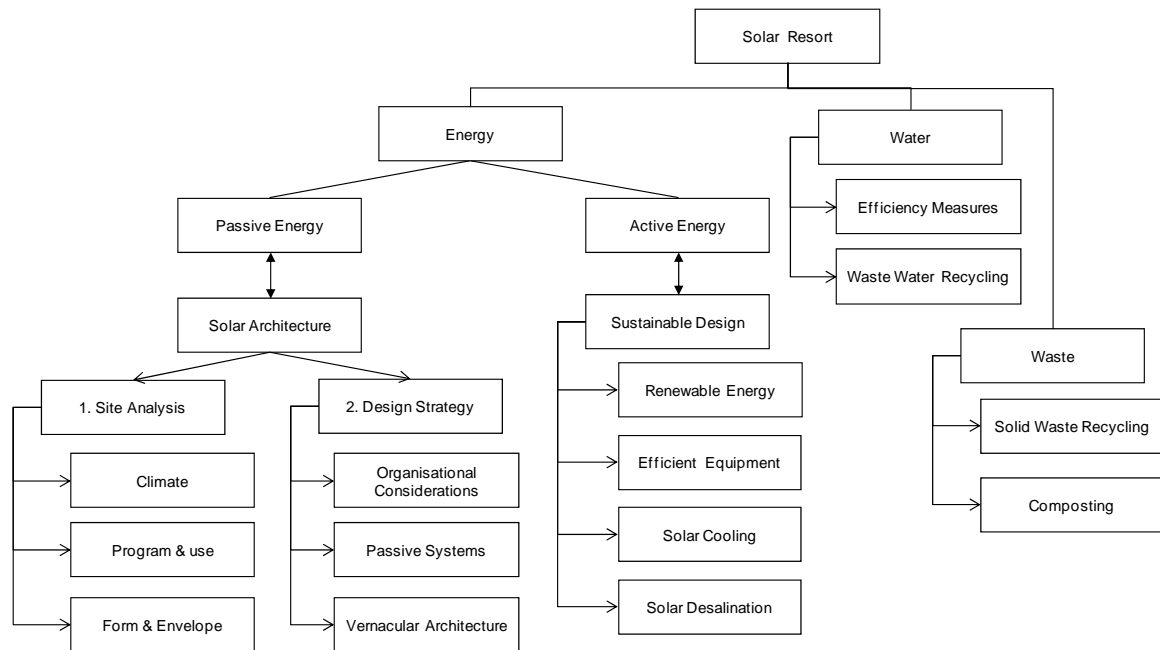 Solar Resort
Energy
Water
Passive Energy
Active Energy
Efficiency Measures
Waste Water Recycling
Solar Architecture
Sustainable Design
Waste
1. Site Analysis
2. Design Strategy
Renewable Energy
Solid Waste Recycling
Climate
Organisational
Considerations
Efficient Equipment
Composting
Program & use
Passive Systems
Solar Cooling
Form & Envelope
Vernacular Architecture
Solar Desalination